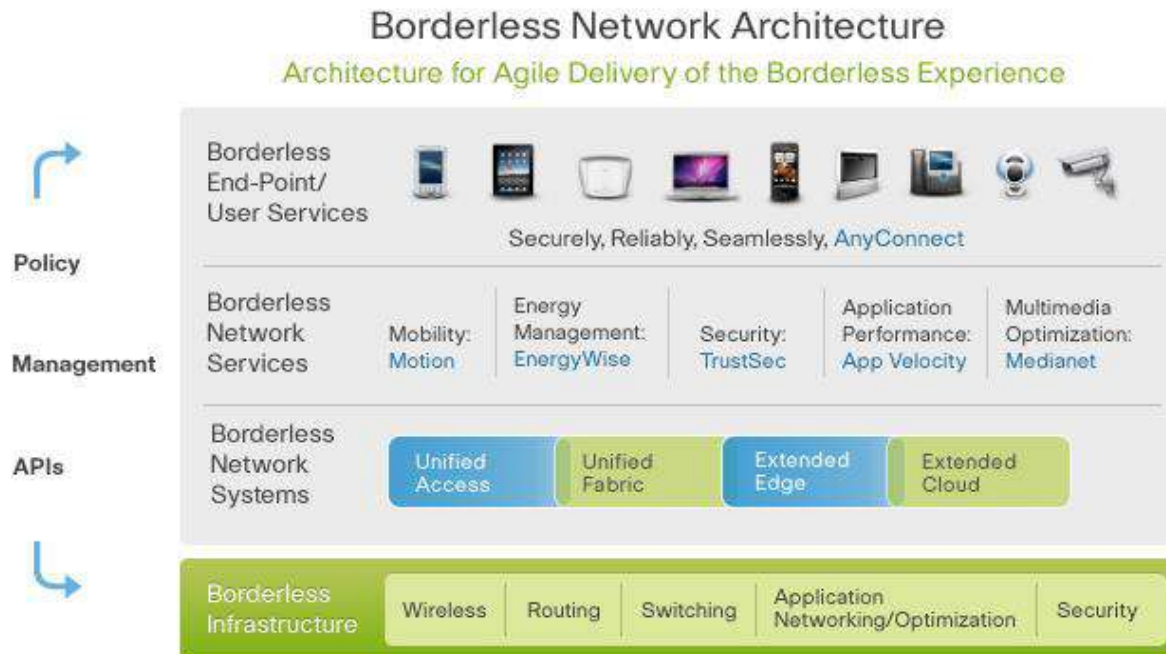 Borderless Network Architecture
Architecture for Agile Delivery of the Borderless Experience
Policy
Management
APIs
Borderless
End-Point/
User Services
Securely, Reliably, Seamlessly, AnyConnect
Borderless
Network
Services
Mobility:
Motion
Energy
Management:
EnergyWise
Security:
TrustSec
Application
Performance:
App Velocity
Multimedia
Optimization:
Medianet
Borderless
Network
Systems
Unified
Access
Unified
Fabric
Extended
Edge
Extended
Cloud
Borderless
Infrastructure
Wireless
Routing
Switching
Application
Networking/Optimization
Security